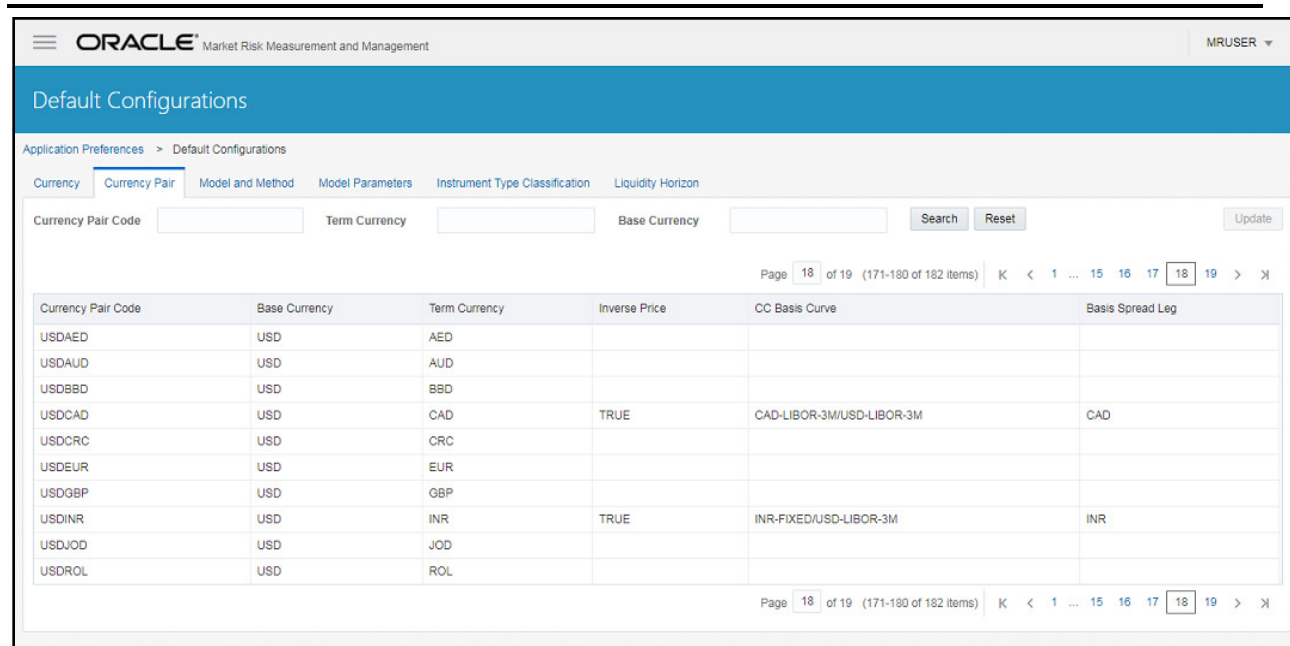 ORACLE® Market Risk Measurement and Management MRUSER
Default Configurations
Application Preferences > Default Configurations
Currency Currency Pair Model and Method Model Parameters Instrument Type Classification Liquidity Horizon
Currency Pair Code Term Currency Base Currency Search Reset Update
Page 18 of 19 (171-180 of 182 items) K < 1 ... 15 16 17 18 19 > >|
Currency Pair Code Base Currency Term Currency Inverse Price CC Basis Curve Basis Spread Leg
USDAED USD AED
USDAUD USD AUD
USDBBD USD BBD
USDCAD USD CAD TRUE CAD-LIBOR-3M/USD-LIBOR-3M CAD
USDCRC USD CRC
USDEUR USD EUR
USDGBP USD GBP
USDINR USD INR TRUE INR-FIXED/USD-LIBOR-3M INR
USDJOD USD JOD
USDROL USD ROL
Page 18 of 19 (171-180 of 182 items) K < 1 ... 15 16 17 18 19 > >|